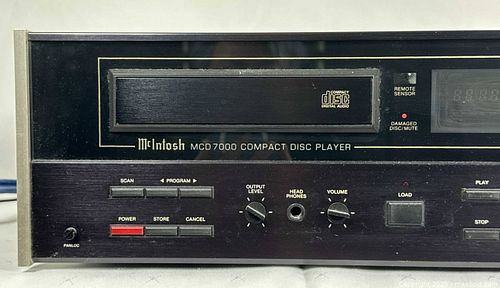 COMPACT
disc
DIGITAL AUDIO
REMOTE
SENSOR
DAMAGED
DISC/MUTE
McIntosh MCD7000 COMPACT DISC PLAYER
SCAN
◄ PROGRAM ►
OUTPUT
LEVEL
HEAD
PHONES
VOLUME
LOAD
PLAY
POWER
STORE
CANCEL
STOP
PANLOC